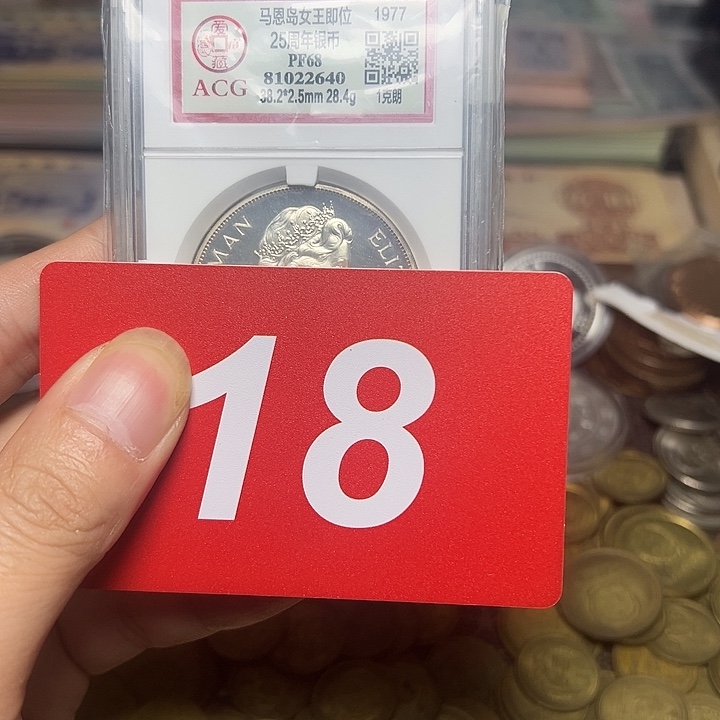 马恩岛女王即位 1977
25周年银币
PF68
ACG 81022640
38.2*2.5mm 28.4g 1克朗
MAN ELI
18